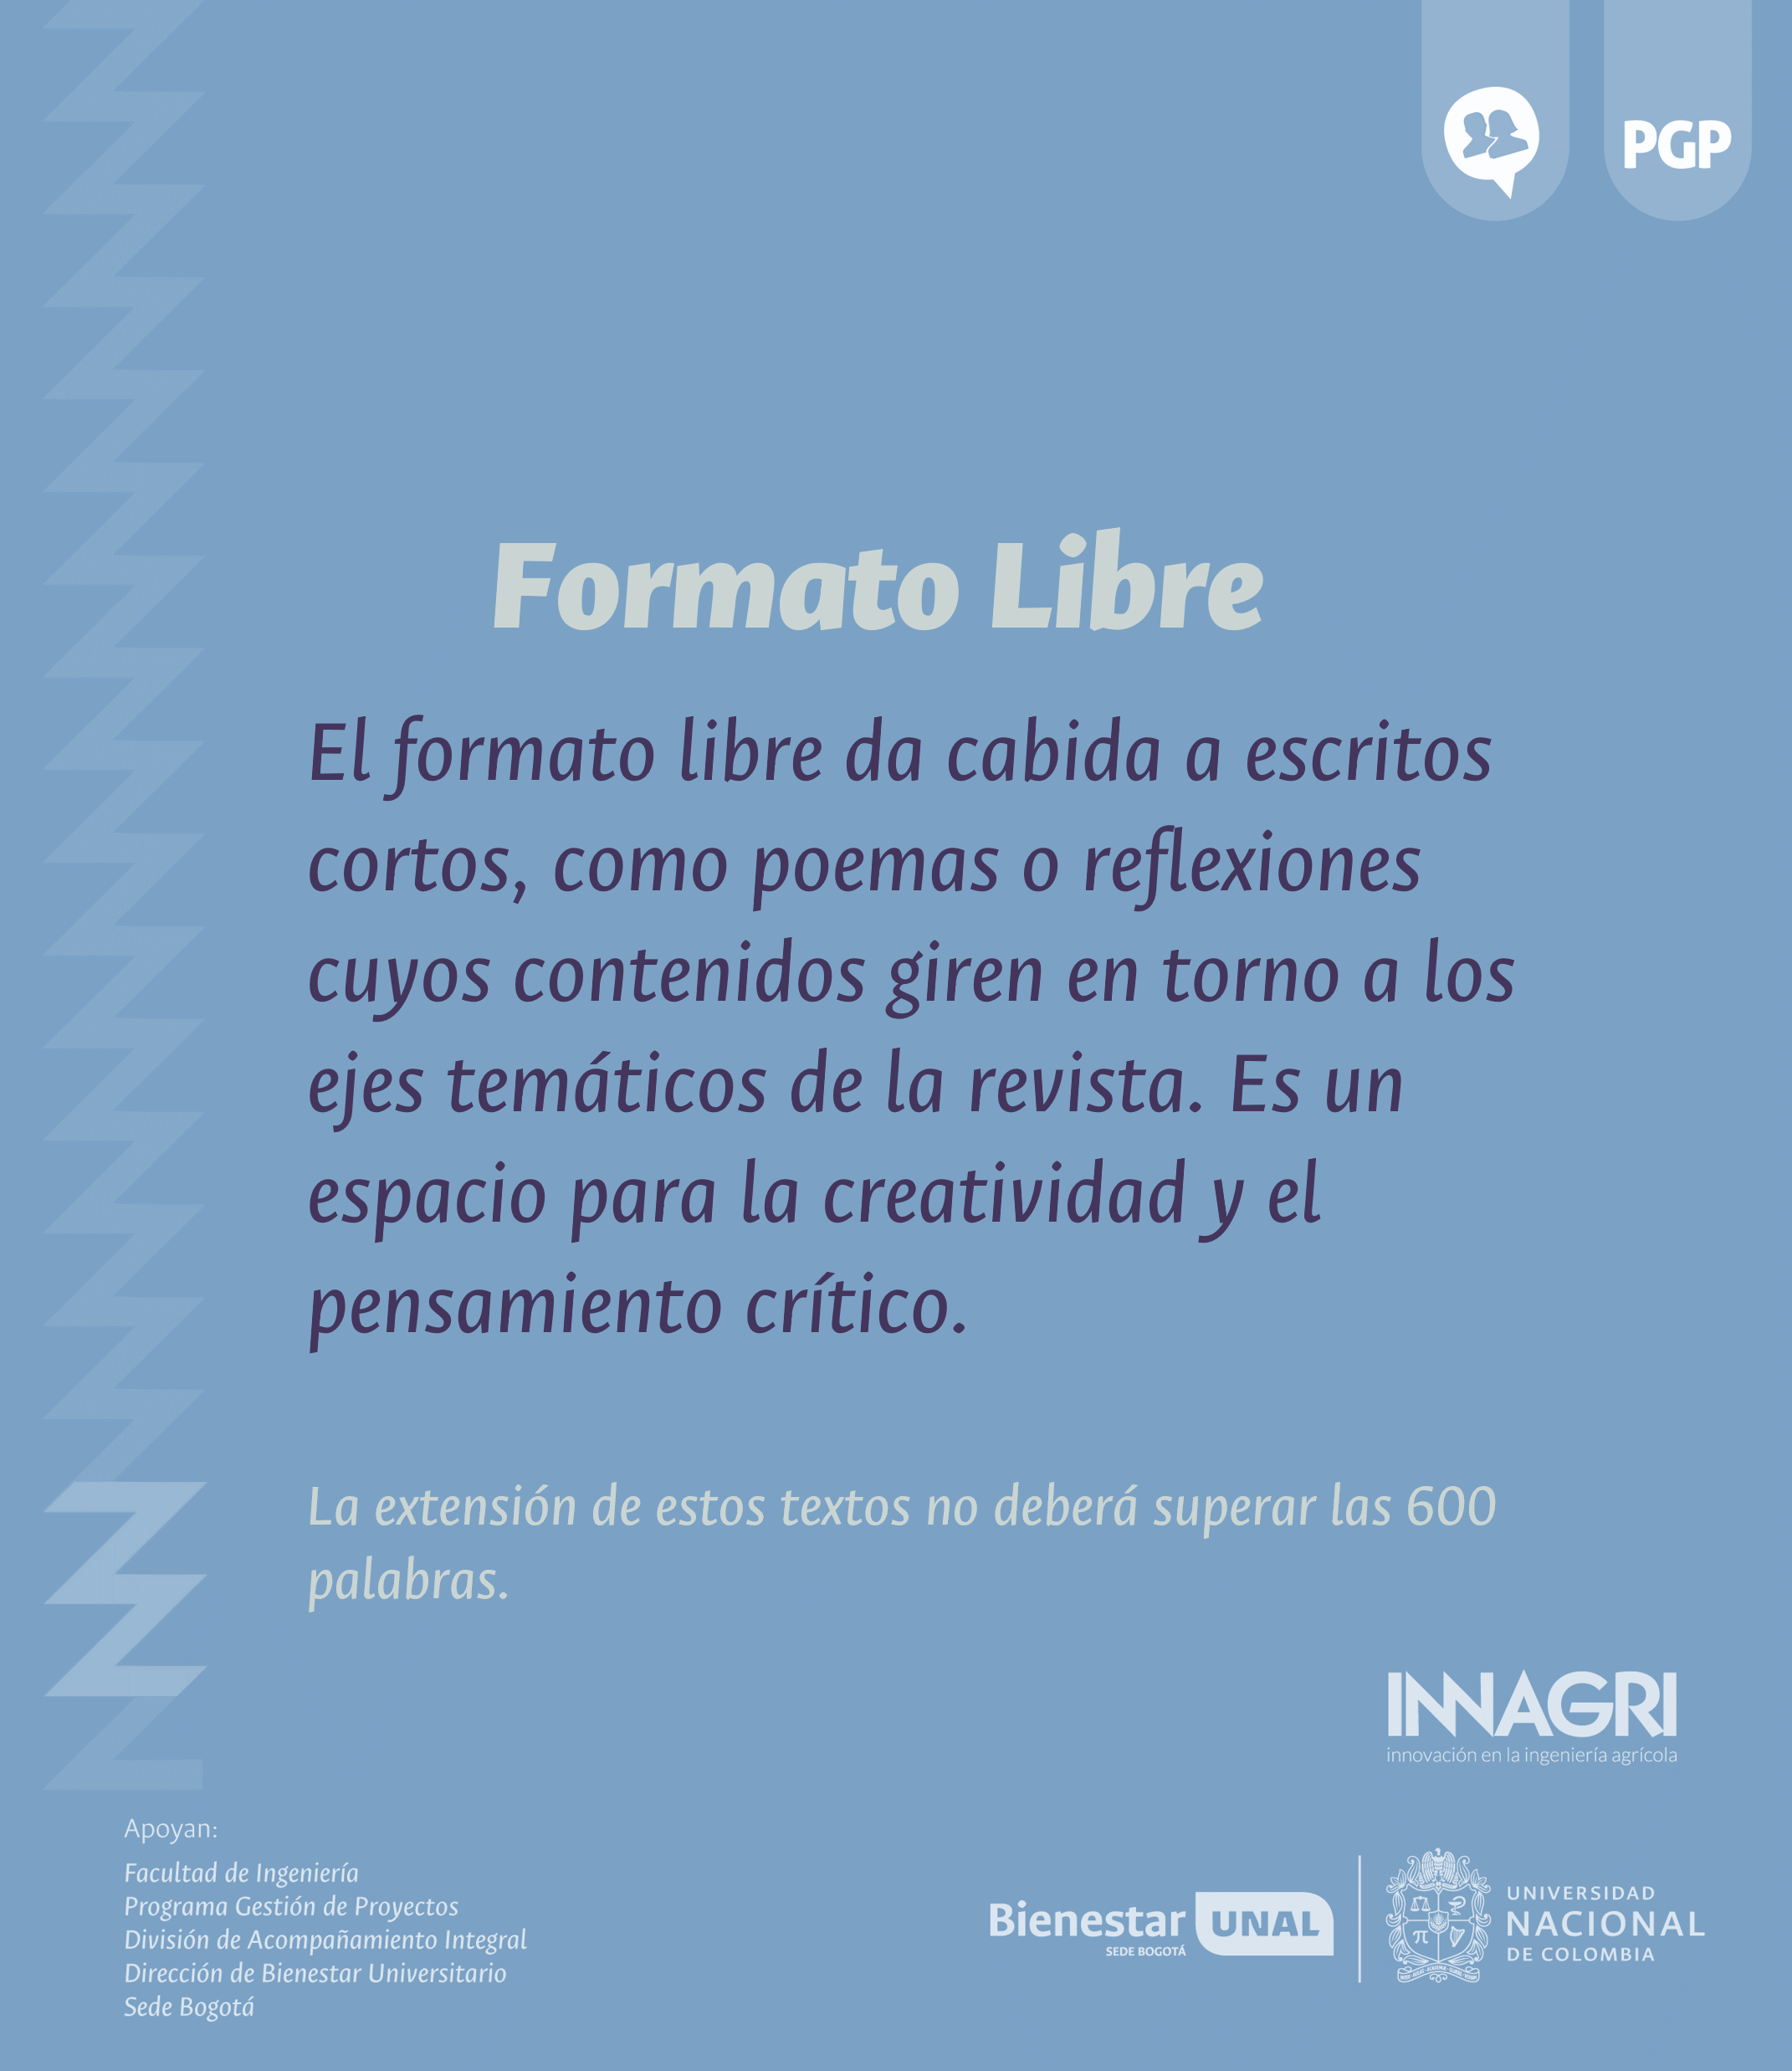 PGP
Formato Libre
El formato libre da cabida a escritos
cortos, como poemas o reflexiones
cuyos contenidos giren en torno a los
ejes temáticos de la revista. Es un
espacio para la creatividad y el
pensamiento crítico.
La extensión de estos textos no deberá superar las 600
palabras.
INNAGRI
innovación en la ingeniería agrícola
Apoyan:
Facultad de Ingeniería
Programa Gestión de Proyectos
División de Acompañamiento Integral
Dirección de Bienestar Universitario
Sede Bogotá
Bienestar UNAL
SEDE BOGOTÁ
UNIVERSIDAD
NACIONAL
DE COLOMBIA